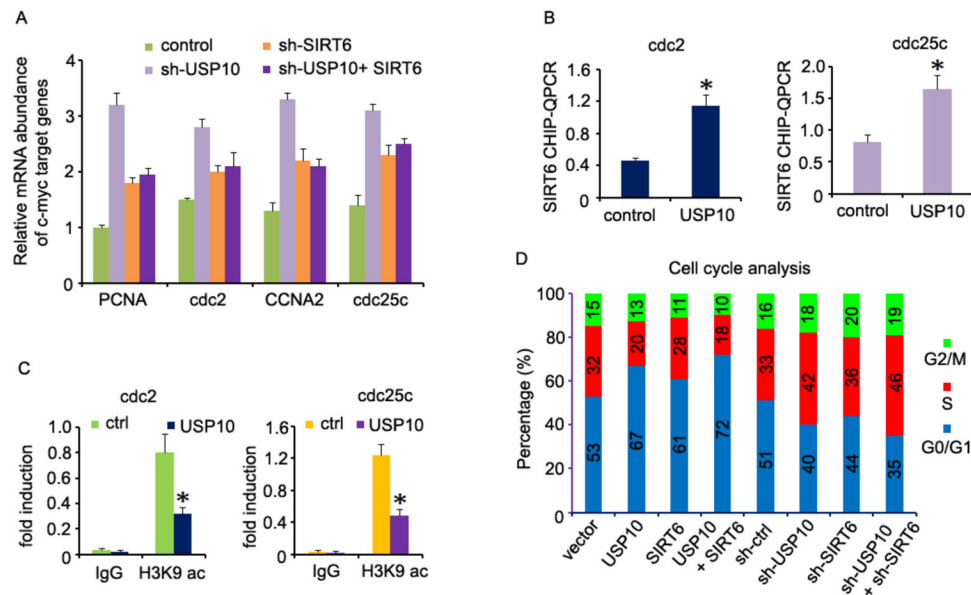 A
control
sh-SIRT6
sh-USP10
sh-USP10+ SIRT6
Relative mRNA abundance
of c-myc target genes
3
2
1
0
PCNA
cdc2
CCNA2
cdc25c
B
cdc2
SIRT6 CHIP-QPCR
1.6
1.2
0.8
0.4
0
*
control
USP10
cdc25c
SIRT6 CHIP-QPCR
2.0
1.5
1.0
0.5
0
*
control
USP10
C
cdc2
ctrl
USP10
fold induction
1.0
0.8
0.6
0.4
0.2
0.0
*
IgG
H3K9 ac
cdc25c
ctrl
USP10
fold induction
1.6
1.2
0.8
0.4
0.0
*
IgG
H3K9 ac
D
Cell cycle analysis
Percentage (%)
100
80
60
40
20
0
15
13
11
10
16
18
20
19
32
20
28
18
33
42
36
46
53
67
61
72
51
40
44
35
G2/M
S
G0/G1
vector
USP10
SIRT6
USP10
+ SIRT6
sh-ctrl
sh-USP10
sh-SIRT6
sh-USP10
+ sh-SIRT6